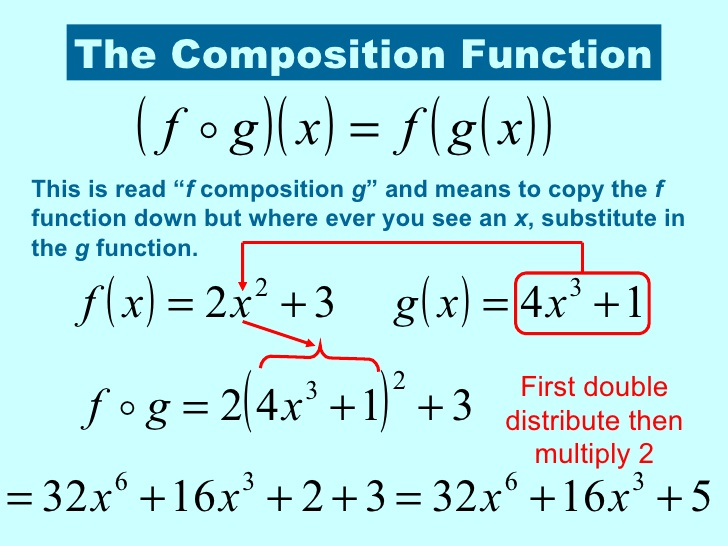 The Composition Function
(f ∘ g)(x) = f(g(x))
This is read “f composition g” and means to copy the f
function down but where ever you see an x, substitute in
the g function.
f(x) = 2x² + 3 g(x) = 4x³ + 1
f ∘ g = 2(4x³ + 1)² + 3
First double
distribute then
multiply 2
= 32x⁶ + 16x³ + 2 + 3 = 32x⁶ + 16x³ + 5